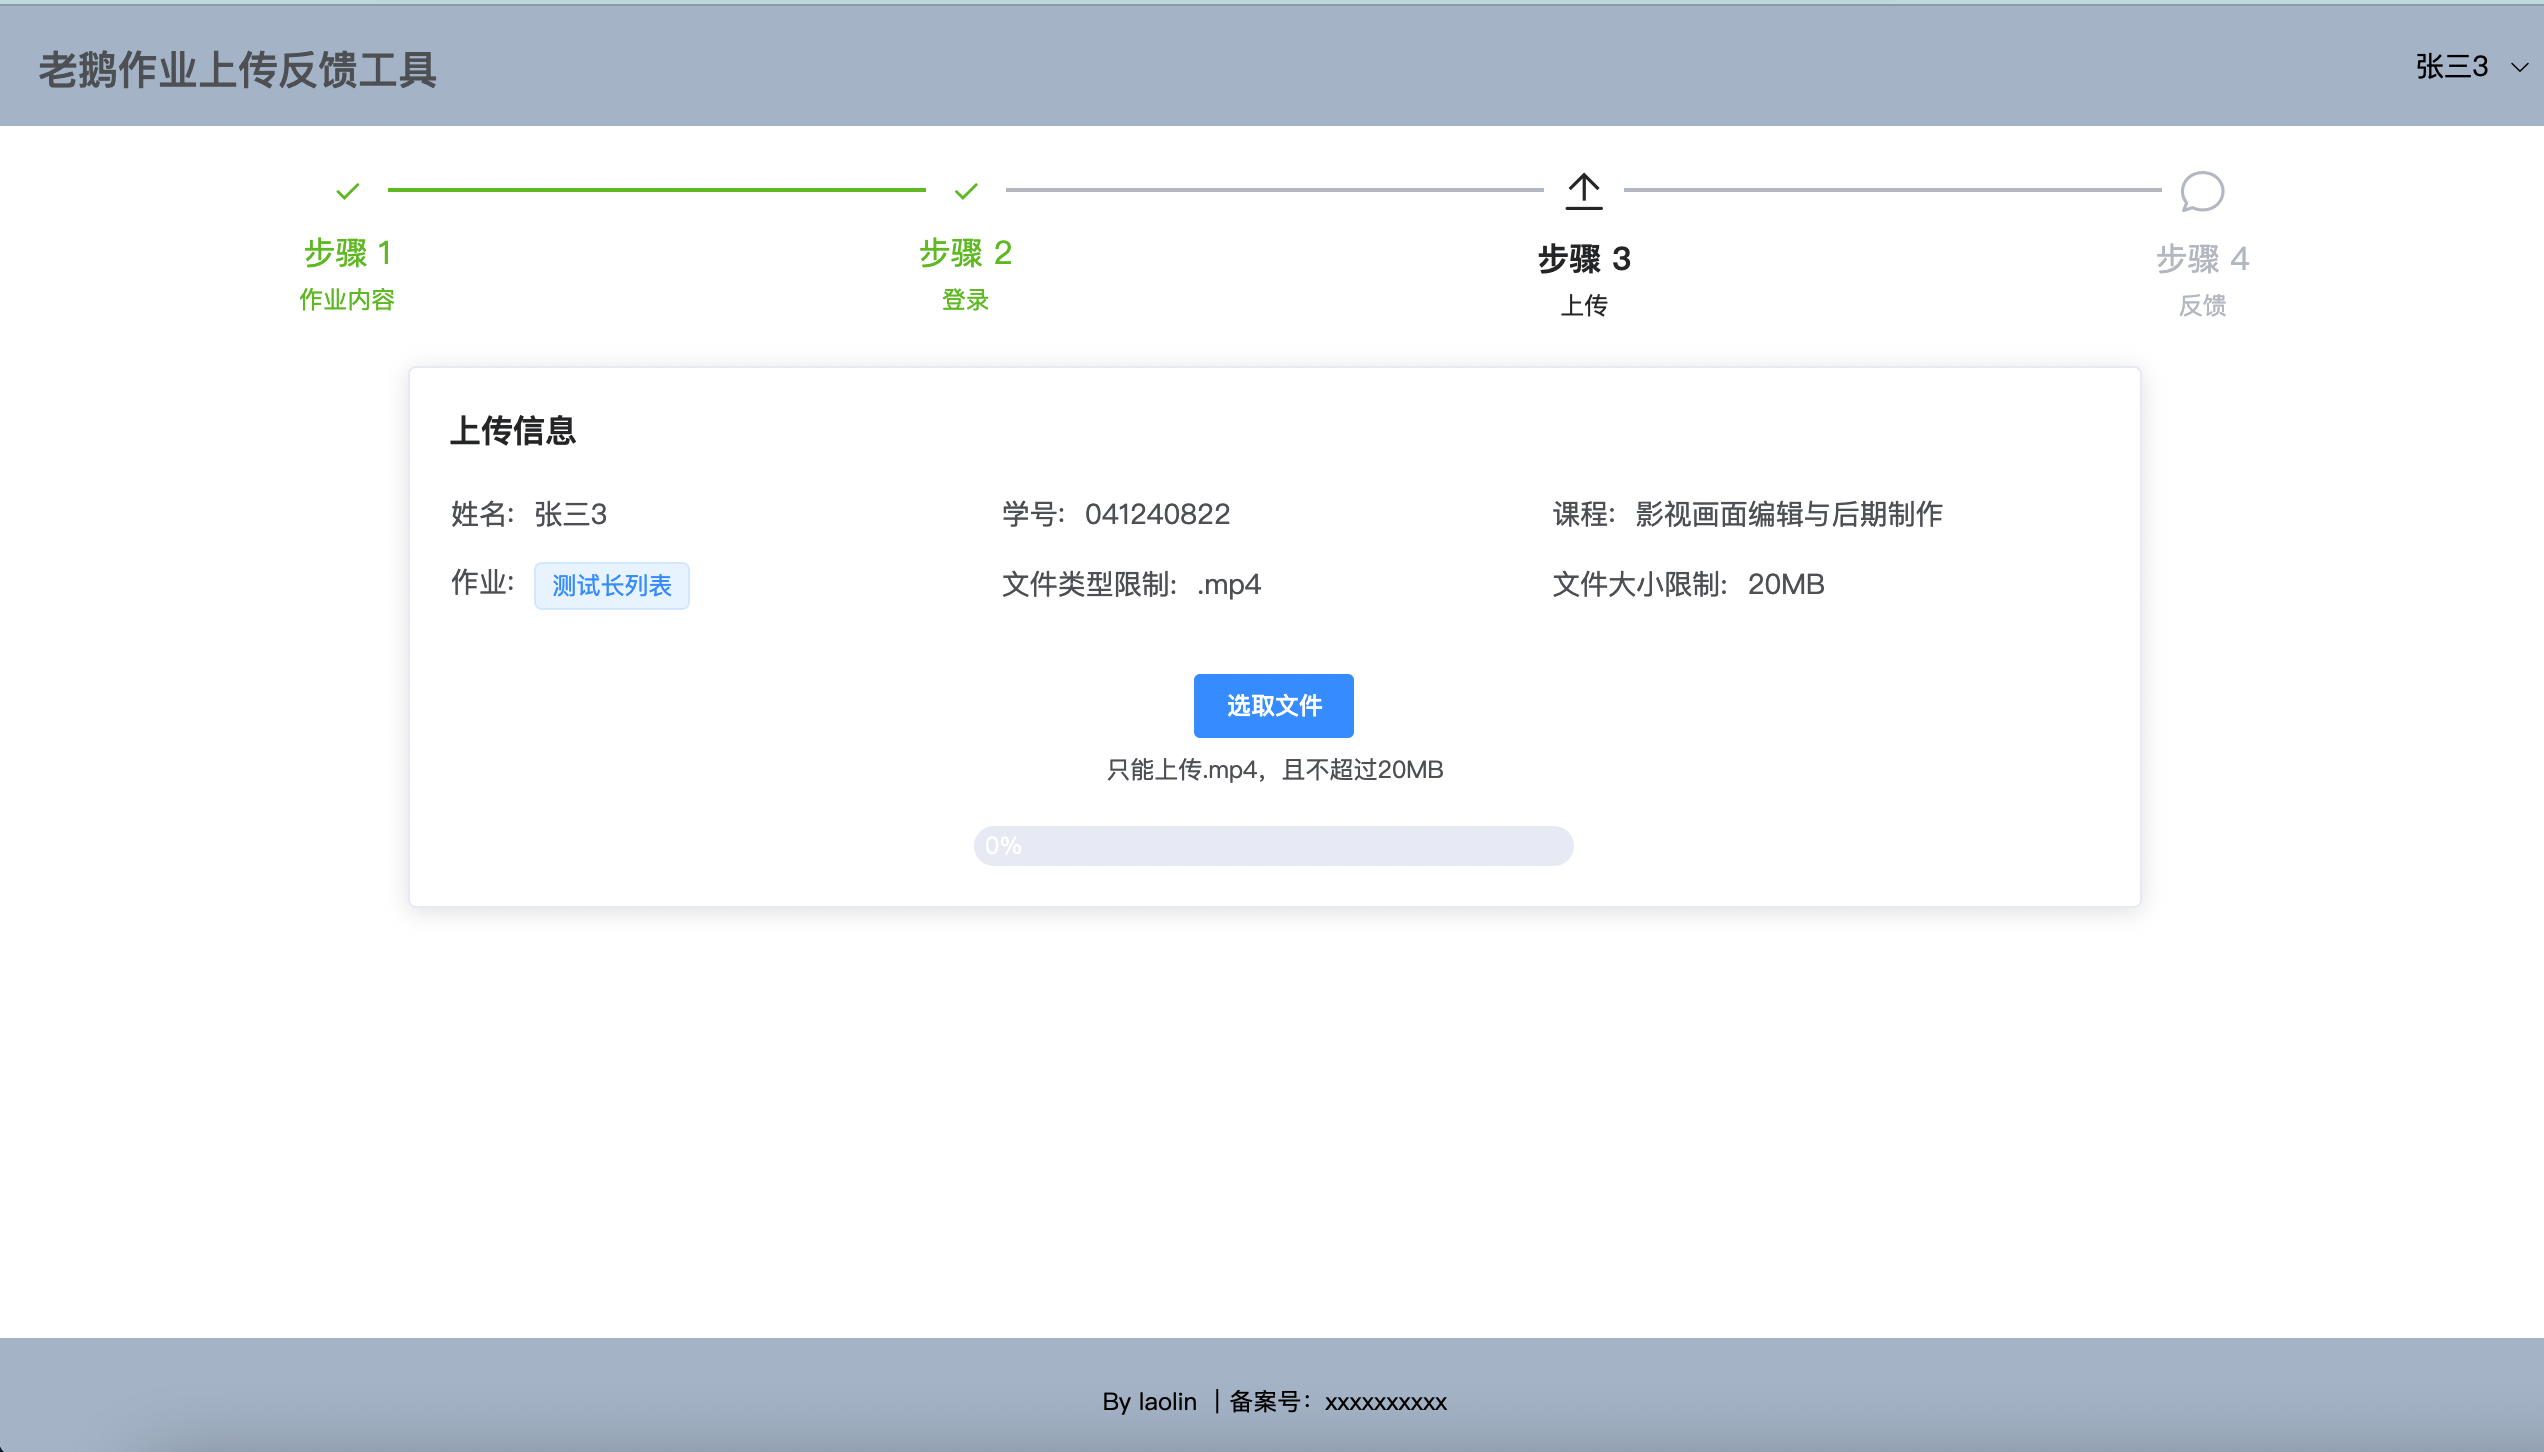 老鹅作业上传反馈工具
张三3
步骤 1
作业内容
步骤 2
登录
步骤 3
上传
步骤 4
反馈
上传信息
姓名: 张三3
学号: 041240822
课程: 影视画面编辑与后期制作
作业: 测试长列表
文件类型限制: .mp4
文件大小限制: 20MB
选取文件
只能上传.mp4，且不超过20MB
0%
By laolin ｜备案号：xxxxxxxxxx